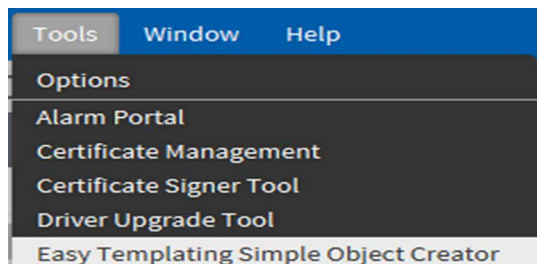 Tools Window Help
Options
Alarm Portal
Certificate Management
Certificate Signer Tool
Driver Upgrade Tool
Easy Templating Simple Object Creator